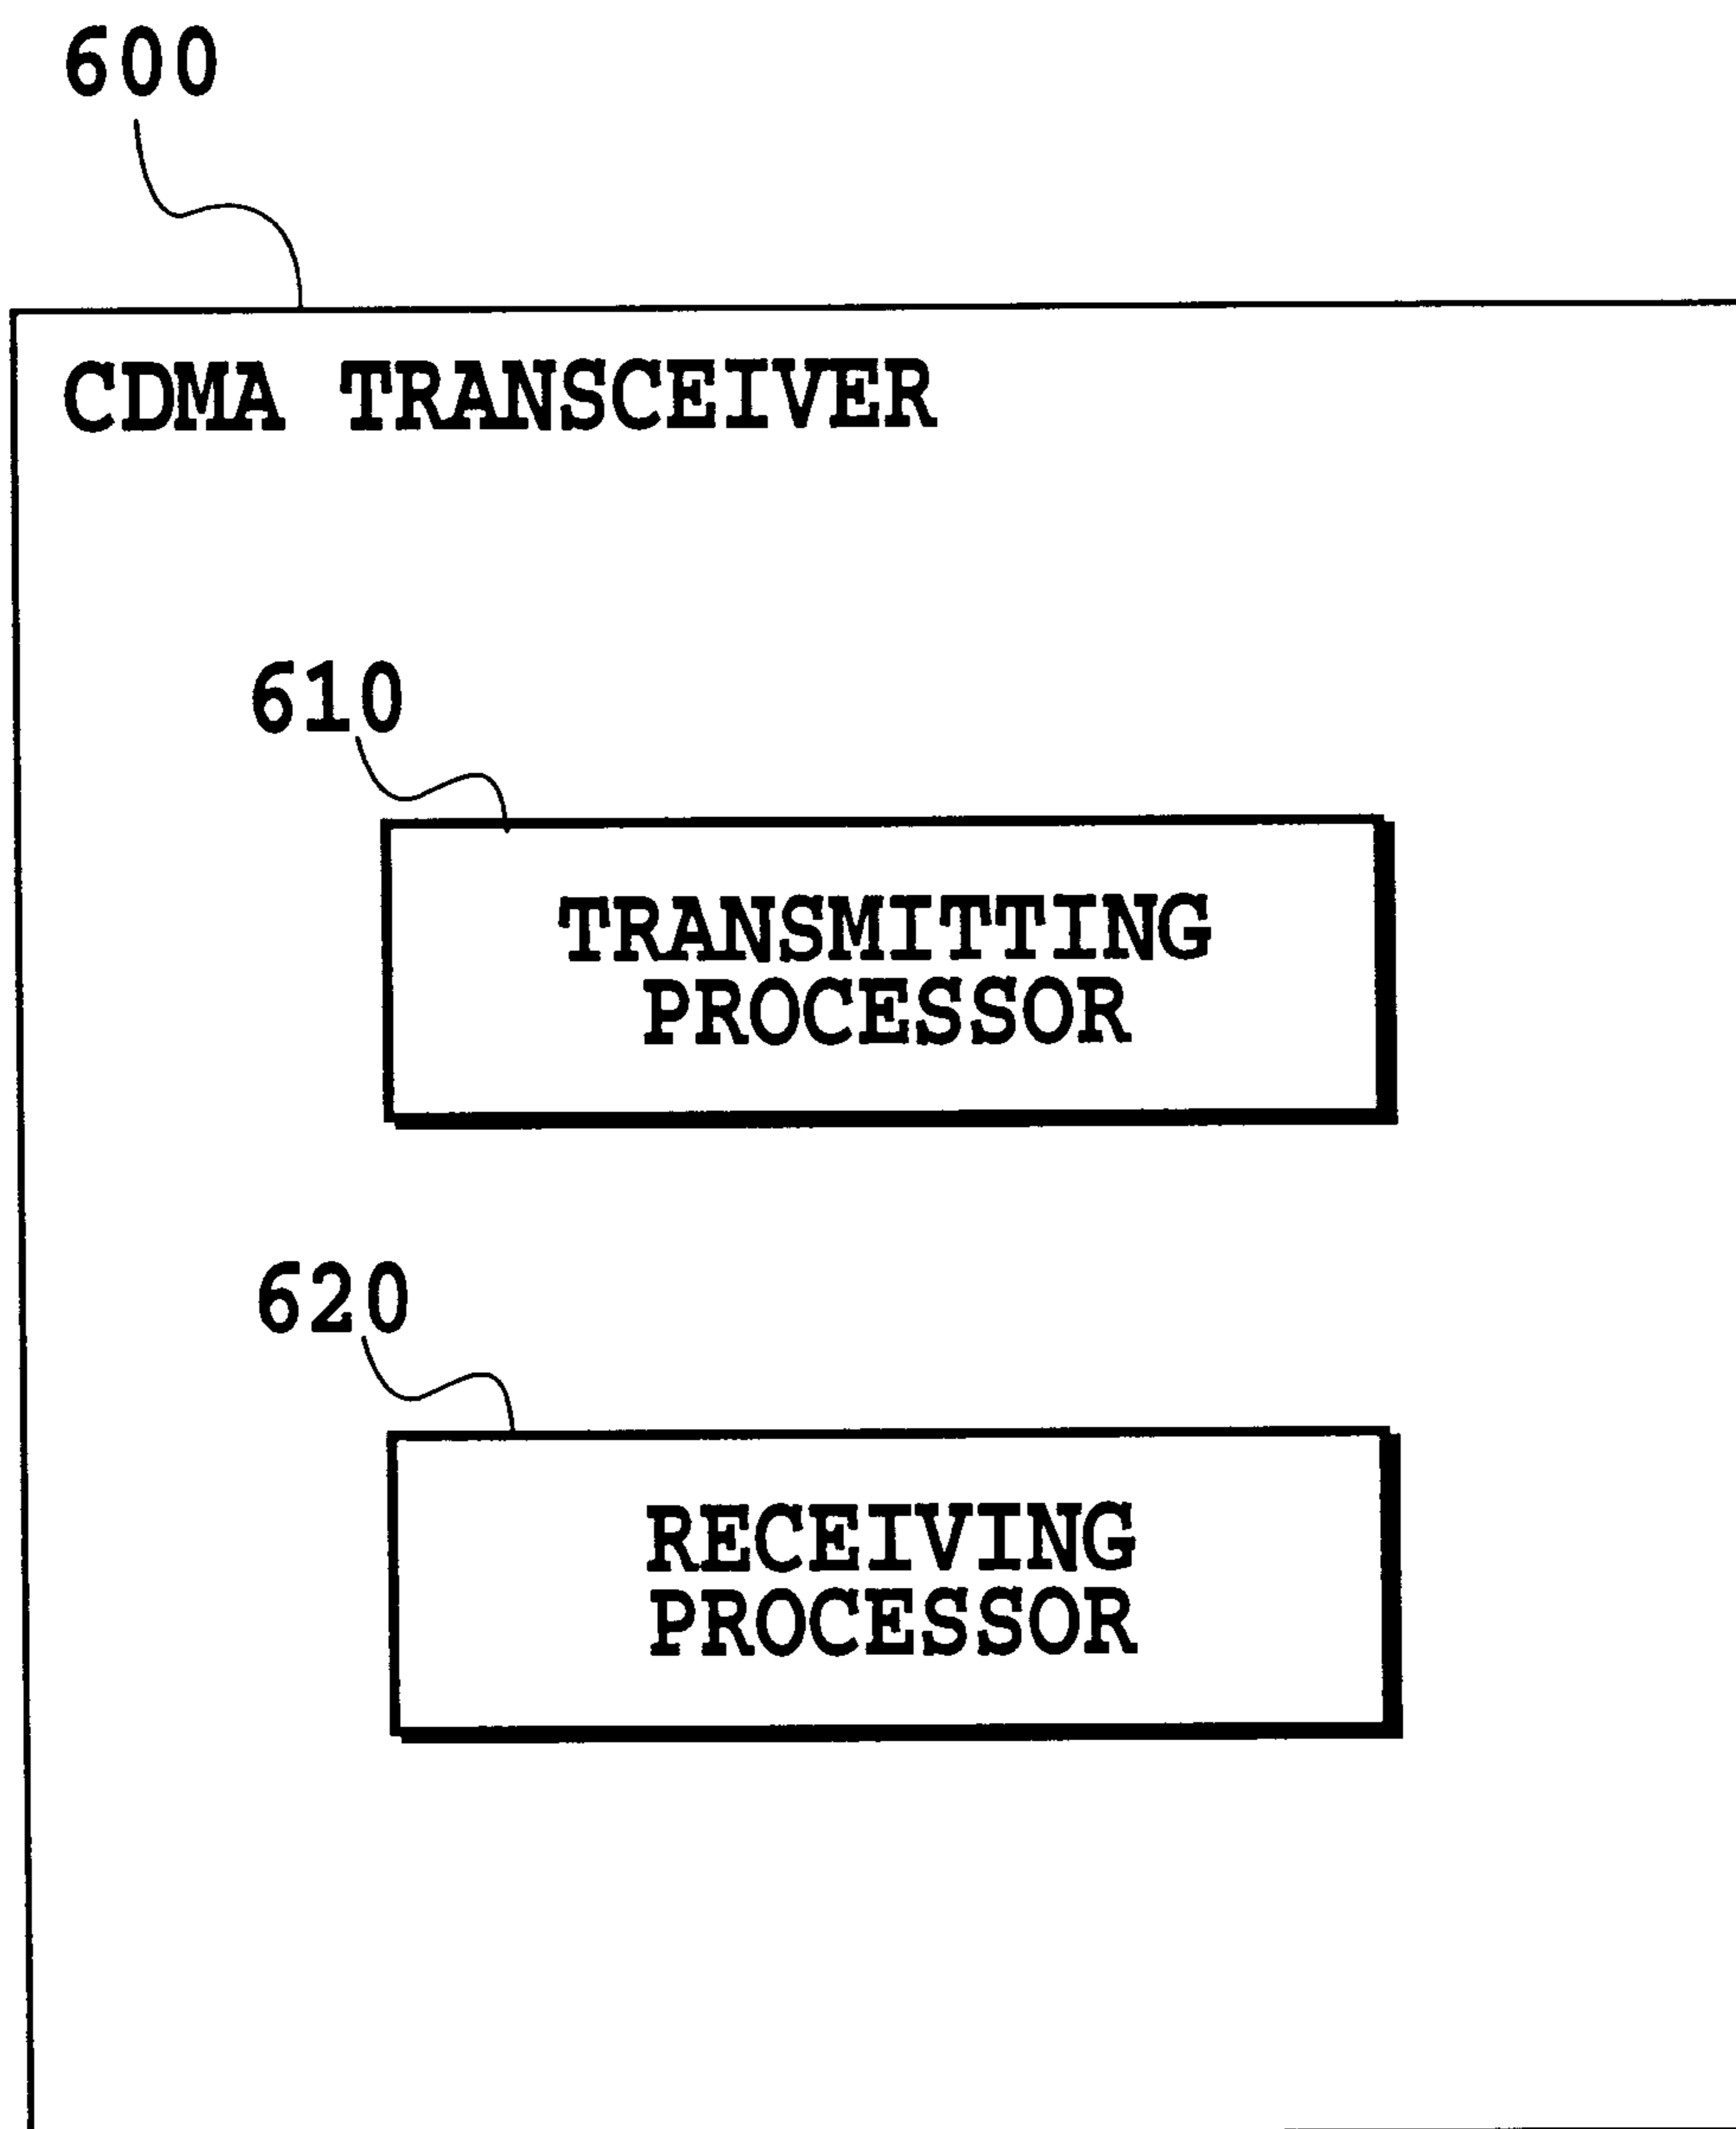 600
CDMA TRANSCEIVER
610
TRANSMITTING
PROCESSOR
620
RECEIVING
PROCESSOR